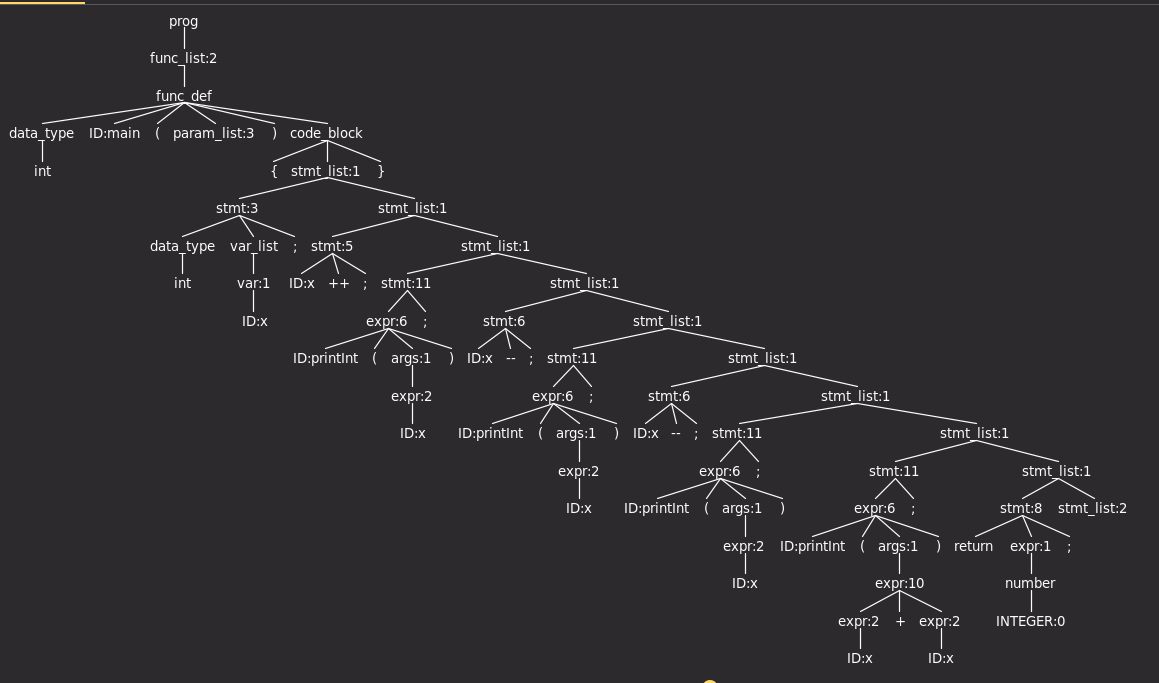 prog
func_list:2
func_def
data_type ID:main ( param_list:3 ) code_block
int { stmt_list:1 }
stmt:3 stmt_list:1
data_type var_list ; stmt:5 stmt_list:1
int var:1 ID:x ++ ; stmt:11 stmt_list:1
ID:x expr:6 ; stmt:6 stmt_list:1
ID:printInt ( args:1 ) ID:x -- ; stmt:11 stmt_list:1
expr:2 expr:6 ; stmt:6 stmt_list:1
ID:x ID:printInt ( args:1 ) ID:x -- ; stmt:11 stmt_list:1
expr:2 expr:6 ; stmt:11 stmt_list:1
ID:x ID:printInt ( args:1 ) expr:6 ; stmt:8 stmt_list:2
expr:2 ID:printInt ( args:1 ) return expr:1 ;
ID:x expr:10 number
expr:2 + expr:2 INTEGER:0
ID:x ID:x